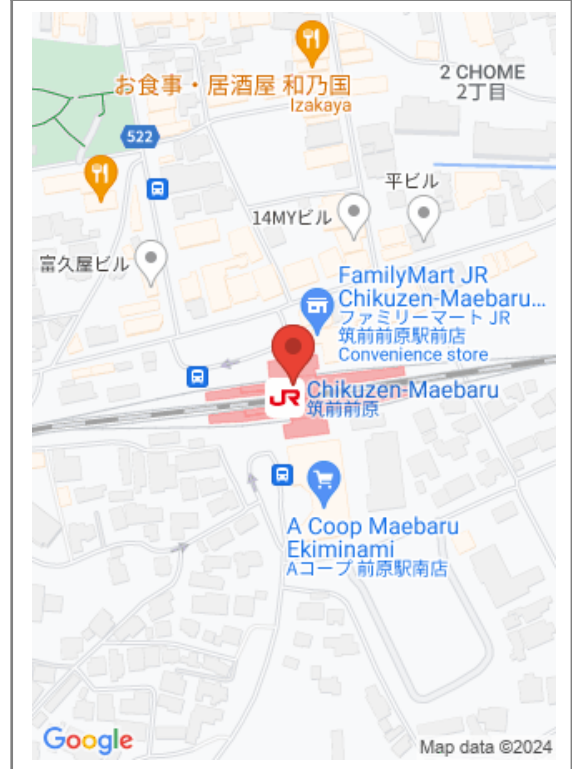 お食事・居酒屋 和乃国
Izakaya
2 CHOME
2丁目
522
平ビル
14MYビル
富久屋ビル
FamilyMart JR
Chikuzen-Maebaru...
ファミリーマート JR
筑前前原駅前店
Convenience store
JR
Chikuzen-Maebaru
筑前前原
A Coop Maebaru
Ekiminami
Aコープ 前原駅南店
Google
Map data ©2024